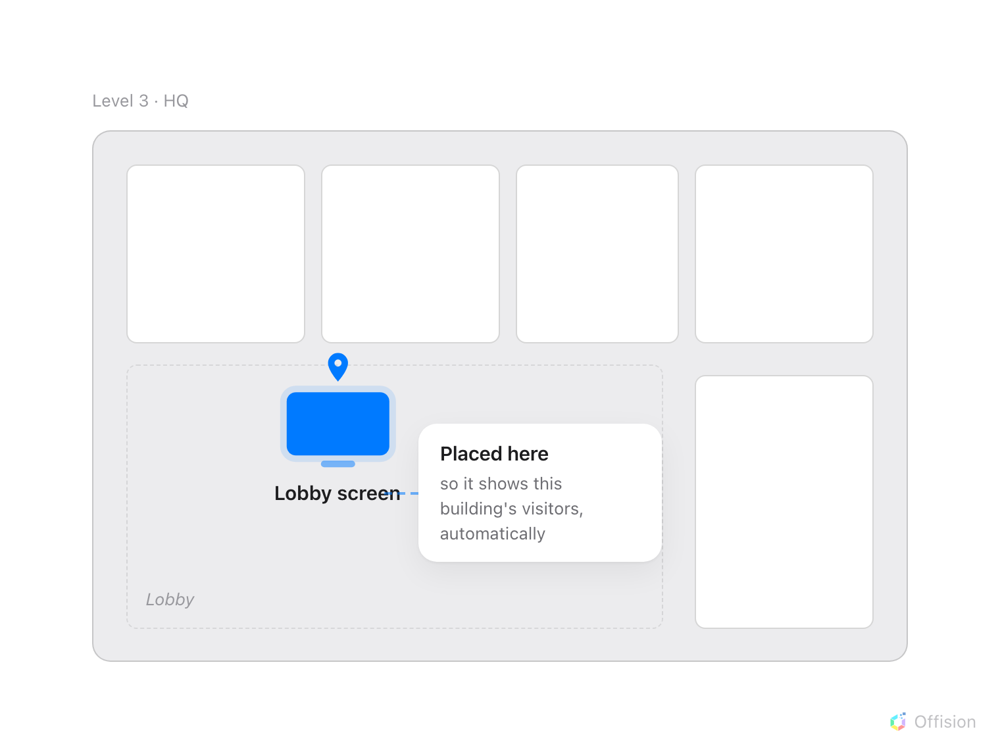 Level 3 · HQ
Placed here
so it shows this
building's visitors,
automatically
Lobby screen
Lobby
Offision